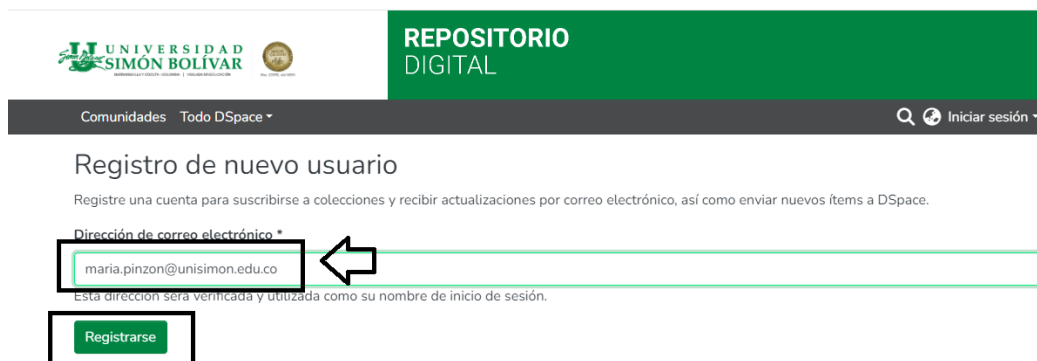 UNIVERSIDAD
SIMÓN BOLÍVAR
REPOSITORIO
DIGITAL
Comunidades Todo DSpace Iniciar sesión
Registro de nuevo usuario
Registre una cuenta para suscribirse a colecciones y recibir actualizaciones por correo electrónico, así como enviar nuevos ítems a DSpace.
Dirección de correo electrónico *
maria.pinzon@unisimon.edu.co
Esta dirección será verificada y utilizada como su nombre de inicio de sesión.
Registrarse